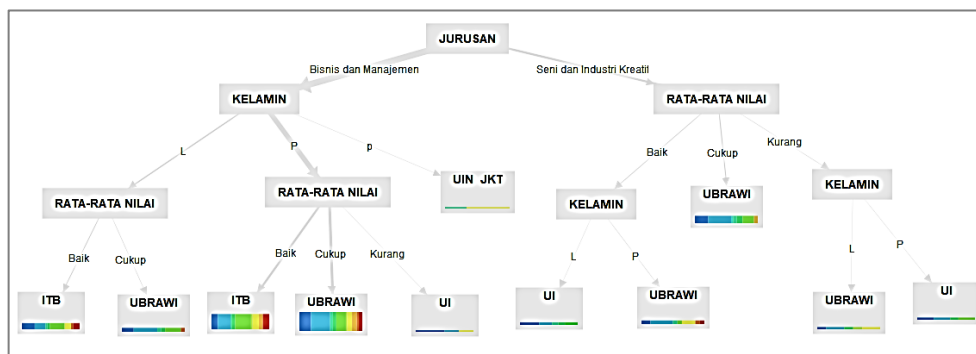 JURUSAN
Bisnis dan Manajemen
Seni dan Industri Kreatif
KELAMIN
RATA-RATA NILAI
L
P
p
Baik
Cukup
Kurang
RATA-RATA NILAI
RATA-RATA NILAI
UIN JKT
KELAMIN
UBRAWI
KELAMIN
Baik
Cukup
Baik
Cukup
Kurang
L
P
L
P
ITB
UBRAWI
ITB
UBRAWI
UI
UI
UBRAWI
UBRAWI
UI